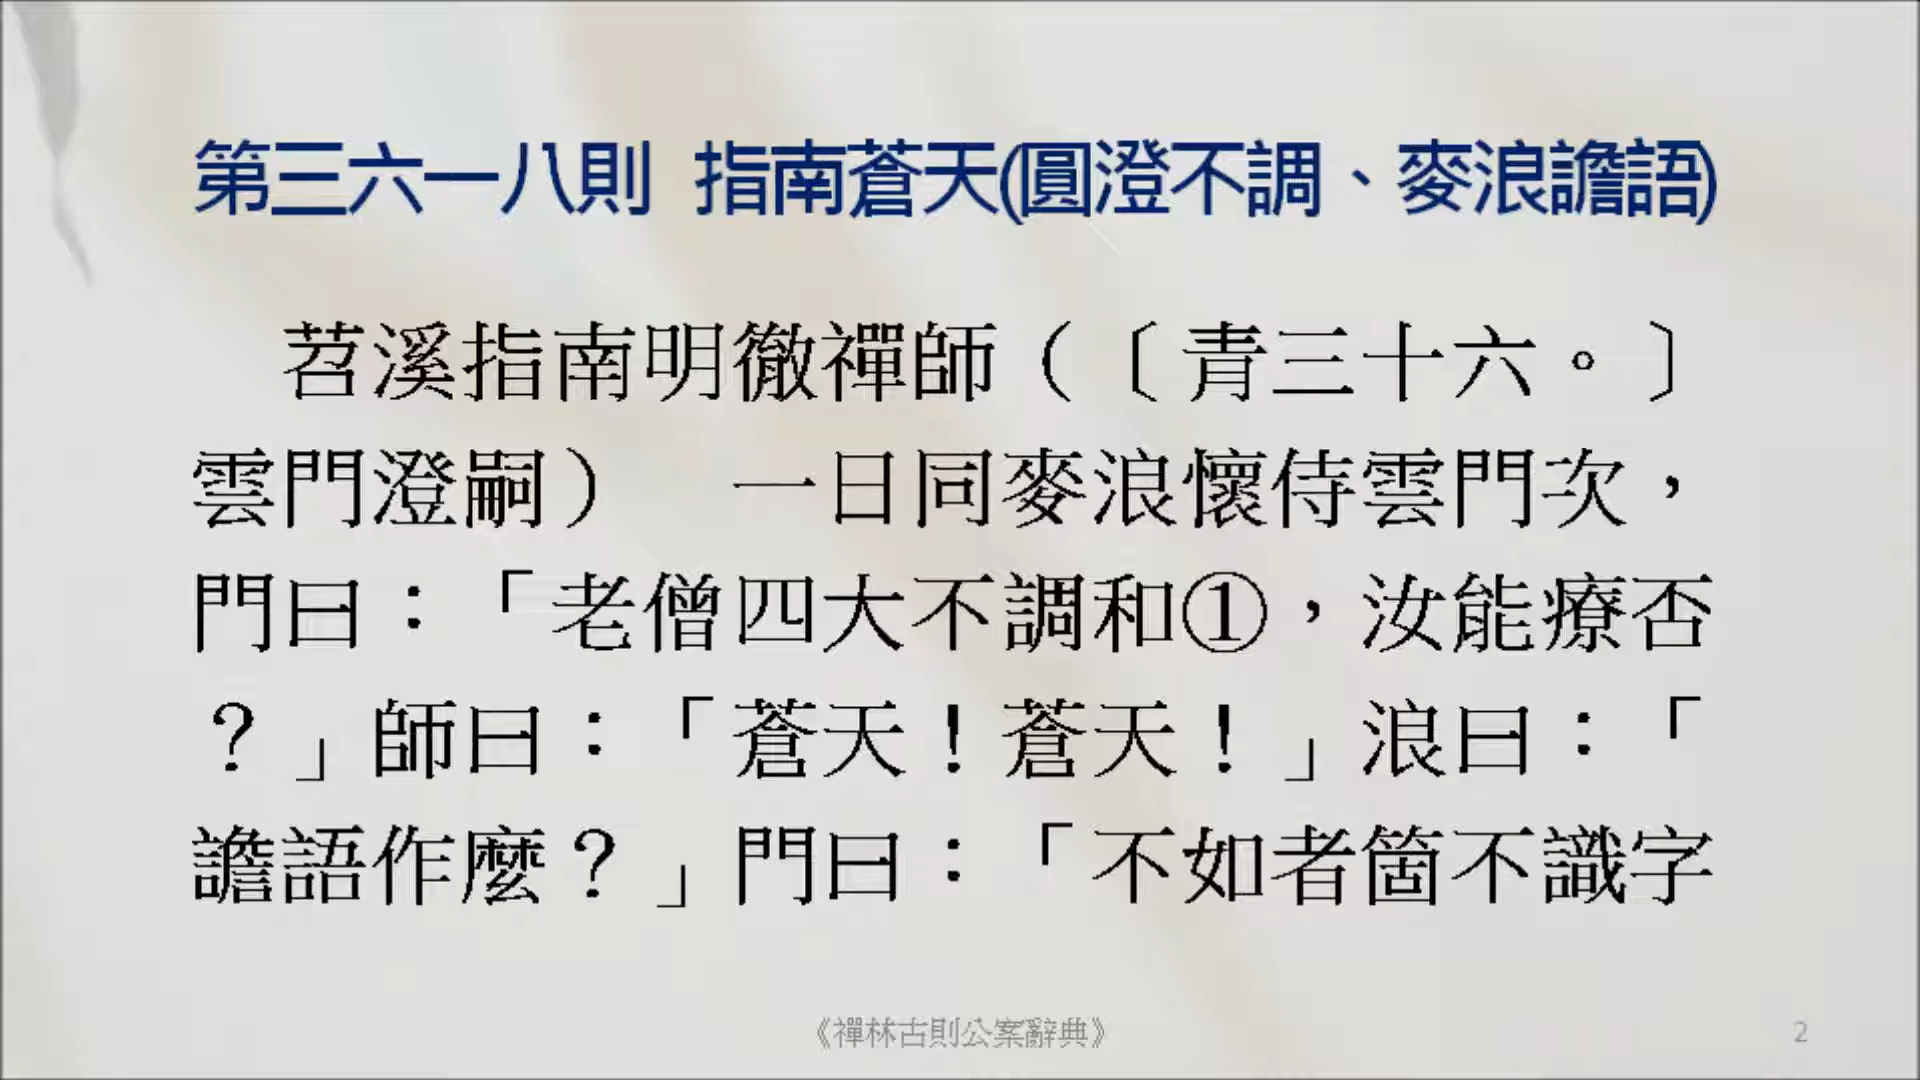 第三六一八則 指南蒼天(圓澄不調、麥浪譫語)
苕溪指南明徹禪師（〔青三十六。〕
雲門澄嗣） 一日同麥浪懷侍雲門次，
門曰：「老僧四大不調和①，汝能療否
？」師曰：「蒼天！蒼天！」浪曰：「
譫語作麼？」門曰：「不如者箇不識字
《禪林古則公案辭典》
2